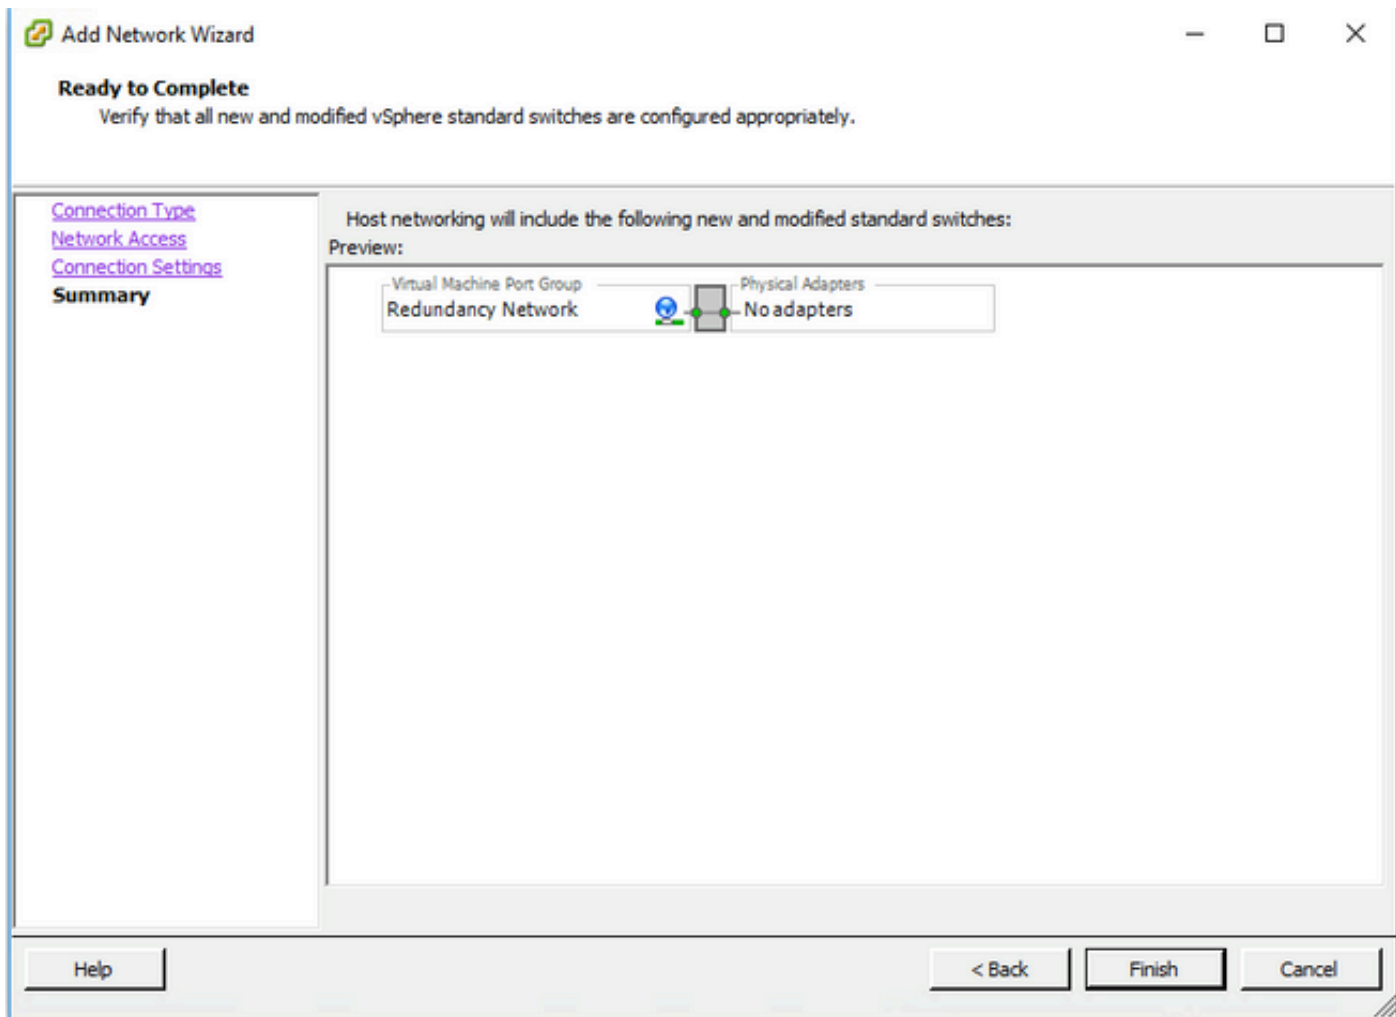 Add Network Wizard
Ready to Complete
Verify that all new and modified vSphere standard switches are configured appropriately.
Connection Type
Network Access
Connection Settings
Summary
Host networking will include the following new and modified standard switches:
Preview:
Virtual Machine Port Group
Redundancy Network
Physical Adapters
No adapters
Help
< Back
Finish
Cancel